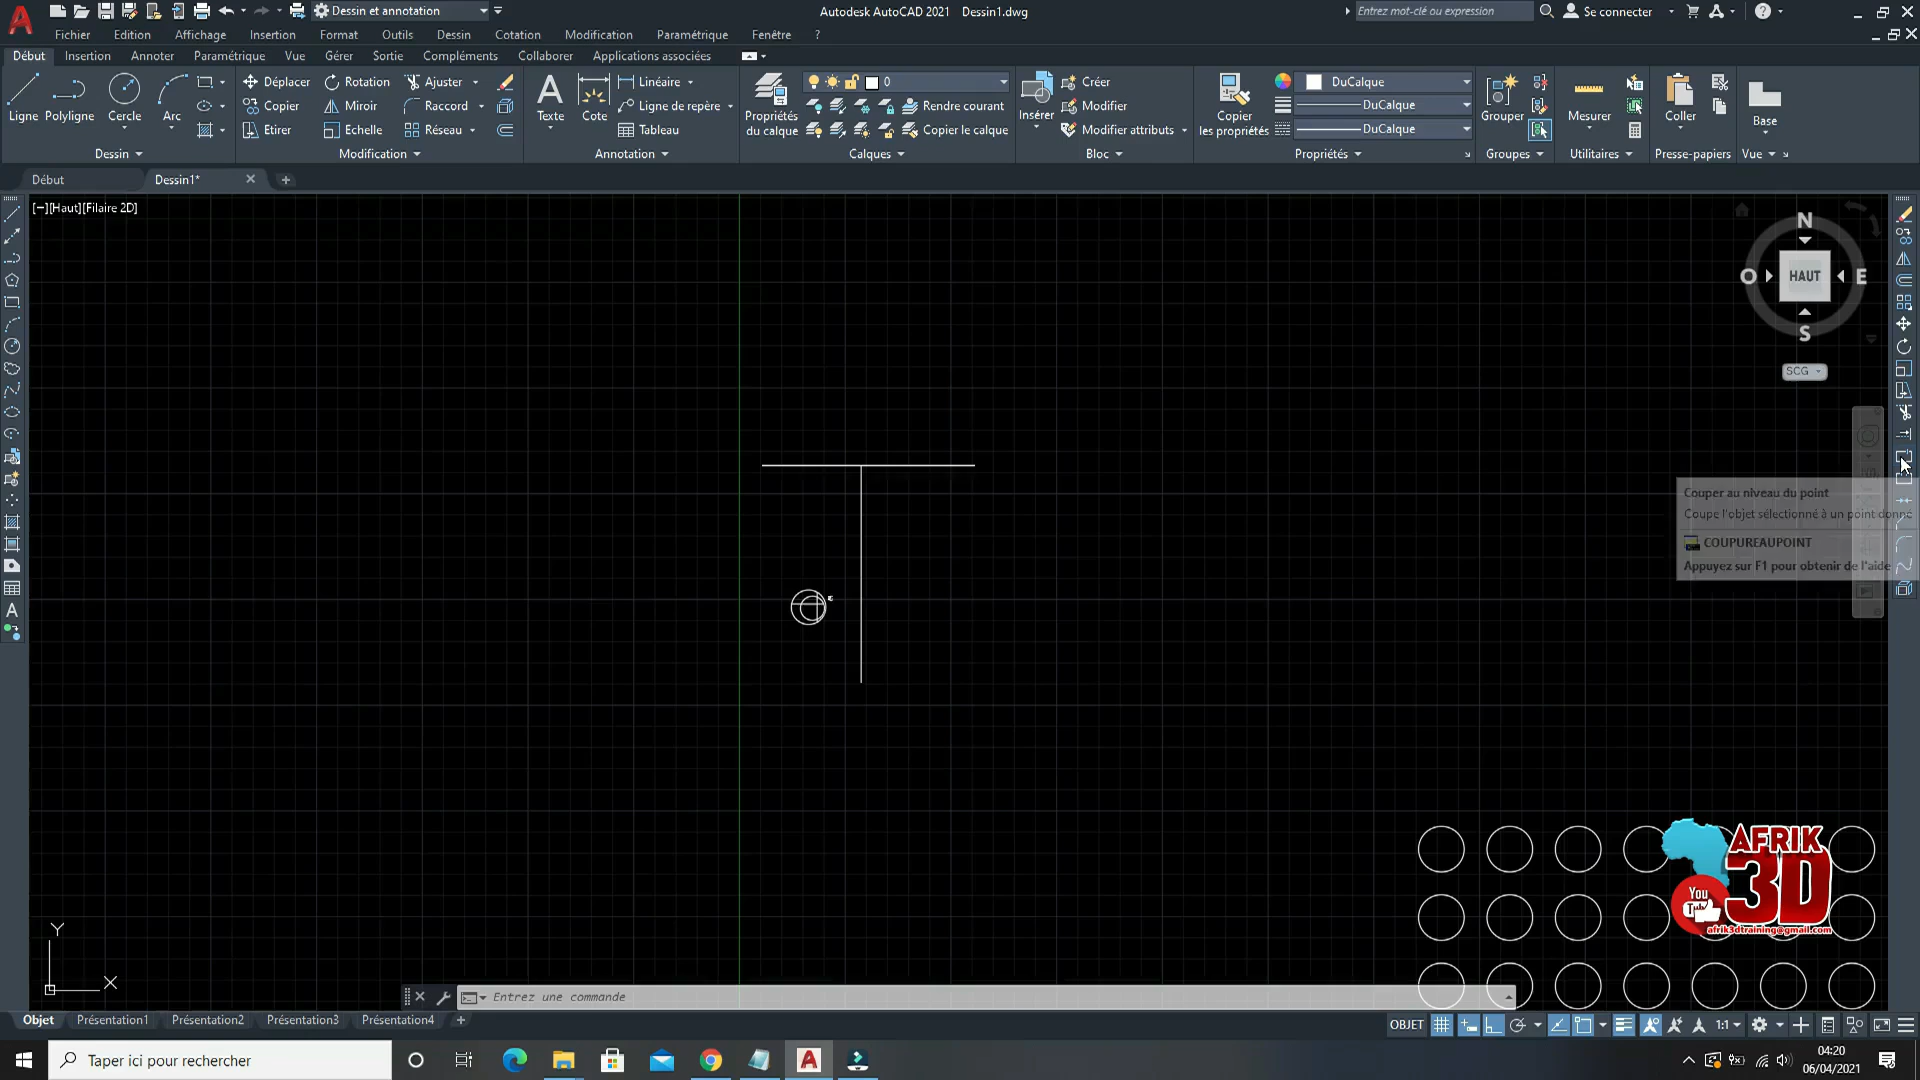 Dessin et annotation
Autodesk AutoCAD 2021 Dessin1.dwg
Entrez mot-clé ou expression
Se connecter
Fichier Edition Affichage Insertion Format Outils Dessin Cotation Modification Paramétrique Fenêtre ?
Début Insertion Annoter Paramétrique Vue Gérer Sortie Compléments Collaborer Applications associées
Ligne Polyligne Cercle Arc
Déplacer Rotation Ajuster
Copier Miroir Raccord
Etirer Echelle Réseau
Texte Cote
Linéaire
Ligne de repère
Tableau
Propriétés
du calque
0
Rendre courant
Copier le calque
Insérer
Créer
Modifier
Modifier attributs
Copier
les propriétés
DuCalque
DuCalque
DuCalque
Grouper
Mesurer
Coller
Base
Dessin Modification Annotation Calques Bloc Propriétés Groupes Utilitaires Presse-papiers Vue
Début Dessin1*
[−][Haut][Filaire 2D]
N
O HAUT E
S
SCG
Couper au niveau du point
Coupe l'objet sélectionné à un point donné
COUPUREAUPOINT
Appuyez sur F1 pour obtenir de l'aide
AFRIK
3D
You
Tub
afrik3dtraining@gmail.com
Y
X
Entrez une commande
Objet Présentation1 Présentation2 Présentation3 Présentation4
OBJET
1:1
Taper ici pour rechercher
04:20
06/04/2021